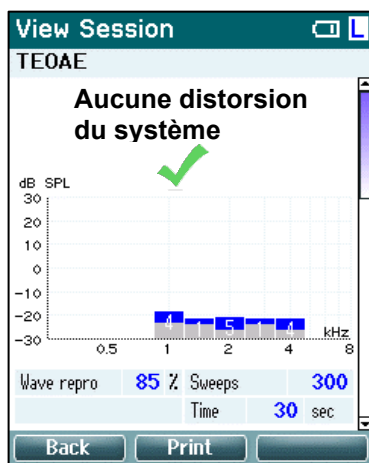 View Session L
TEOAE
Aucune distorsion
du système
dB SPL
30
20
10
0
-10
-20
-30
4 1 5 1 4
kHz
0.5 1 2 4 8
Wave repro 85 % Sweeps 300
Time 30 sec
Back Print